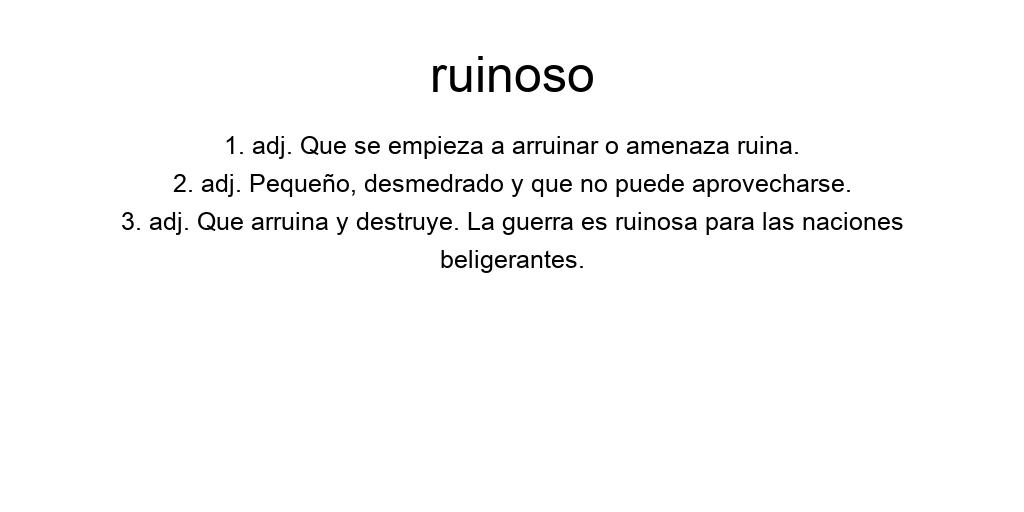 ruinoso
1. adj. Que se empieza a arruinar o amenaza ruina.
2. adj. Pequeño, desmedrado y que no puede aprovecharse.
3. adj. Que arruina y destruye. La guerra es ruinosa para las naciones
beligerantes.